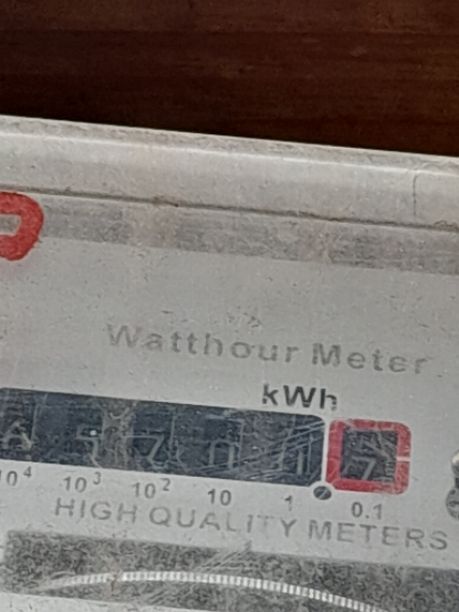 Watthour Meter
kWh
10⁴ 10³ 10² 10 1 0.1
HIGH QUALITY METERS